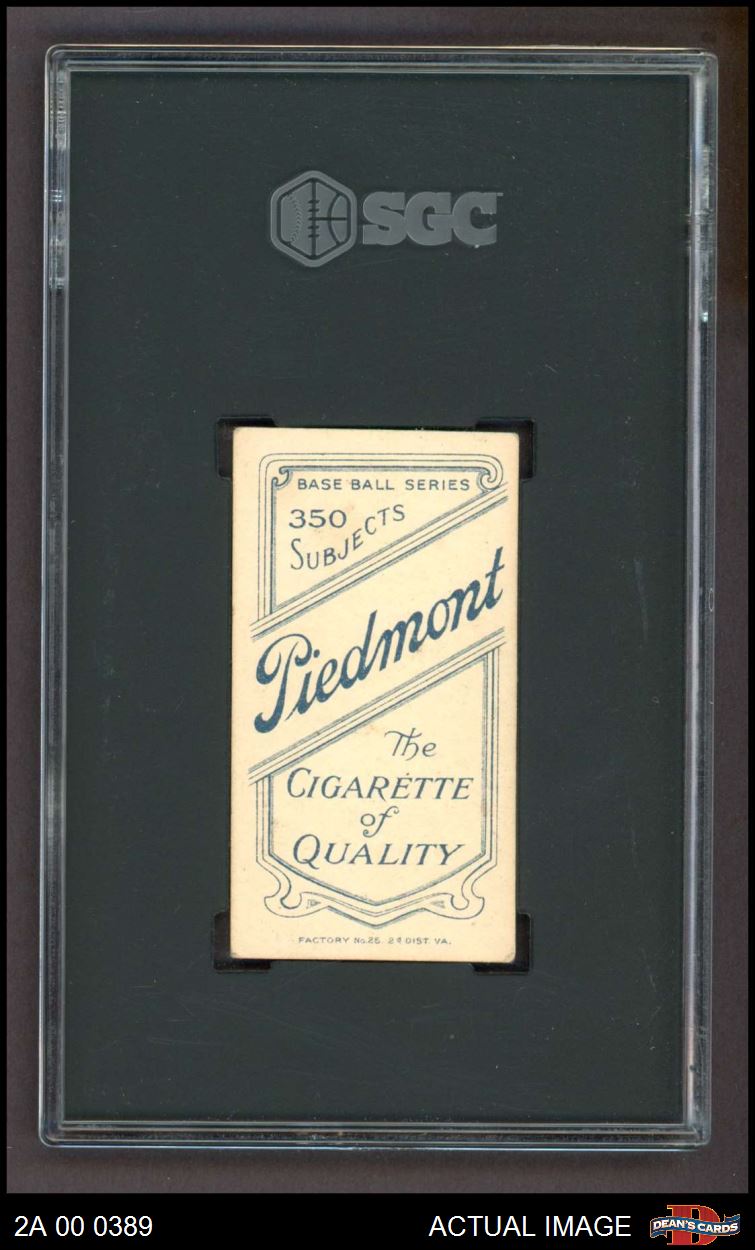 SGC
BASE BALL SERIES
350
SUBJECTS
Piedmont
The
CIGARETTE
of
QUALITY
FACTORY No. 25. 2d DIST. VA.
2A 00 0389
ACTUAL IMAGE
DEAN'S CARDS